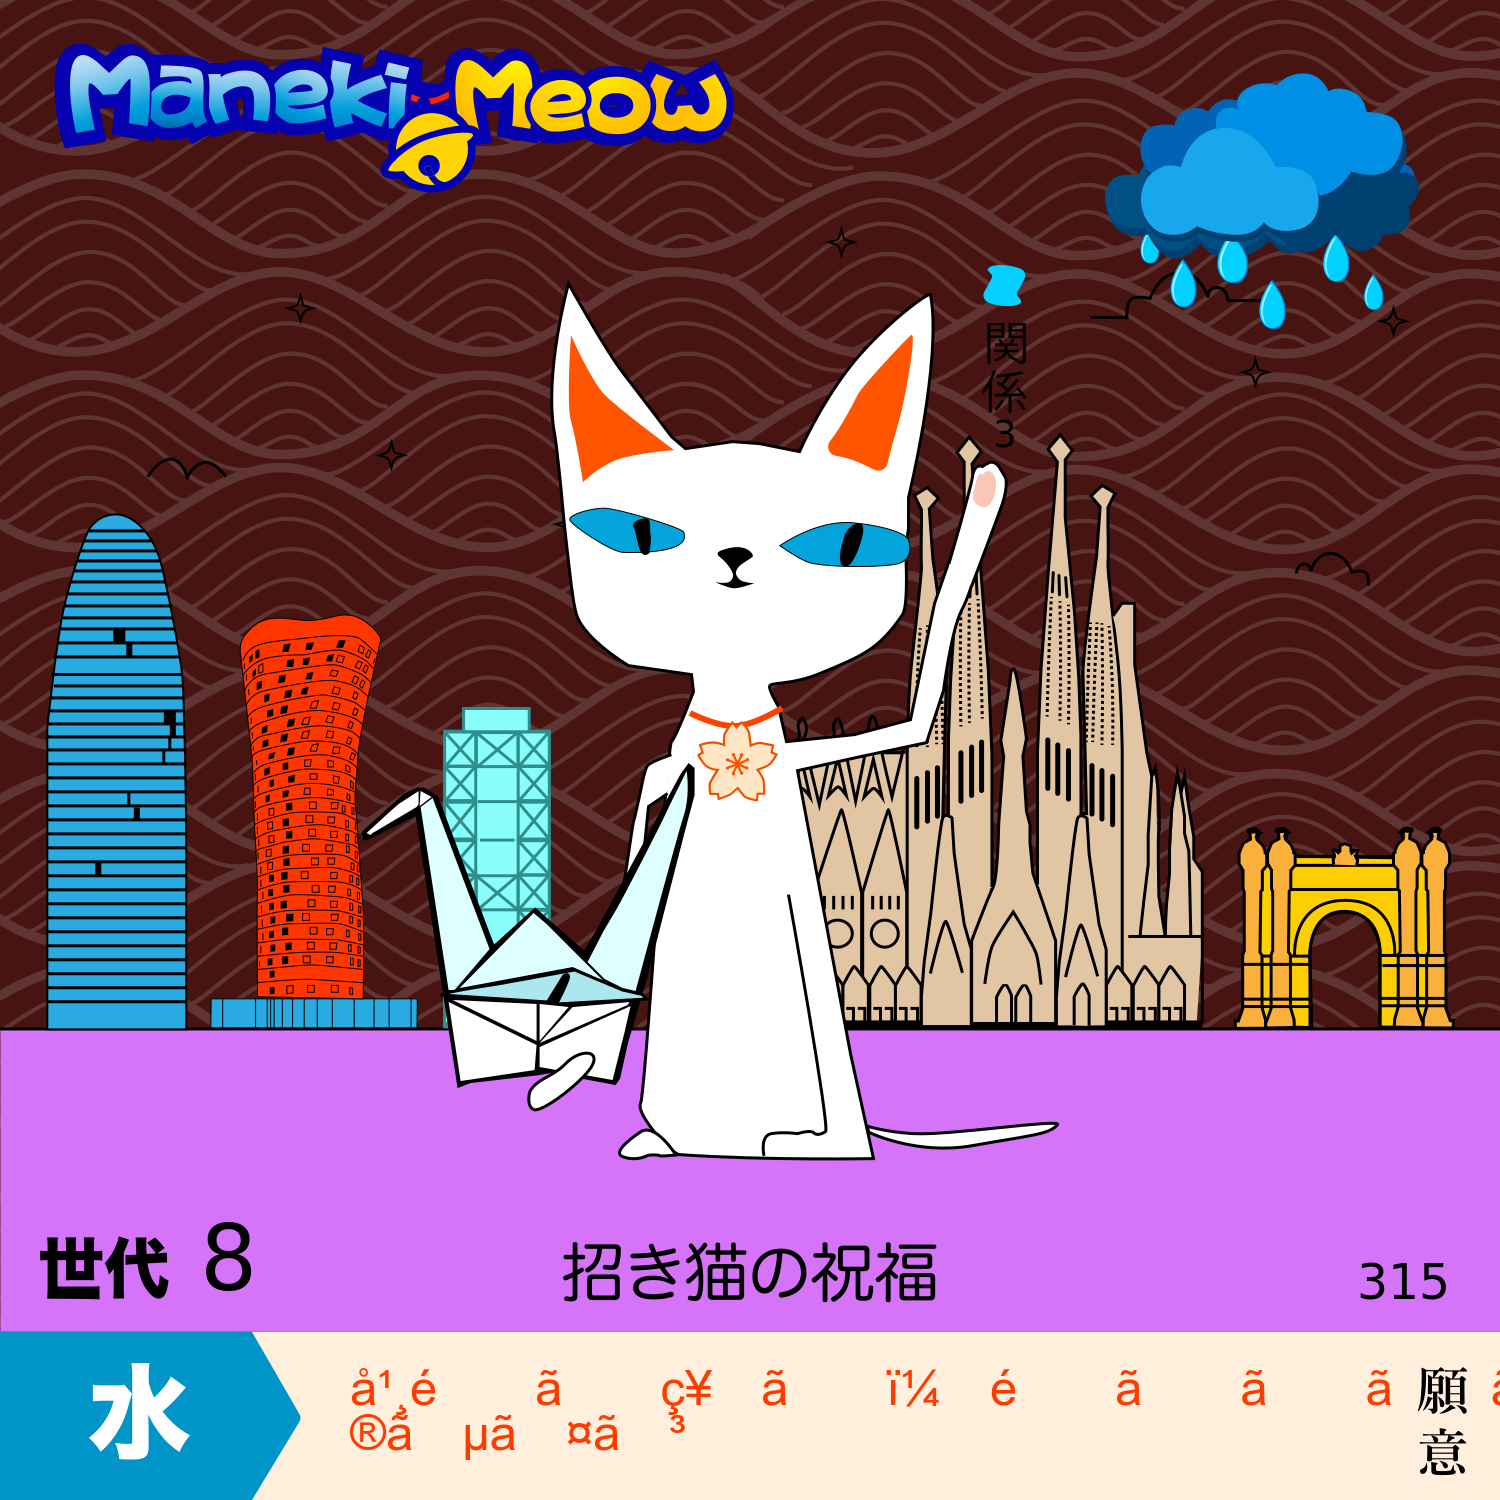 Maneki Meow
関
係
3
世代 8
招き猫の祝福
315
水
å¹¸é ã ç¥ ã ï¼ é ã ã ã
®ã µã ¤ã ³
願
意